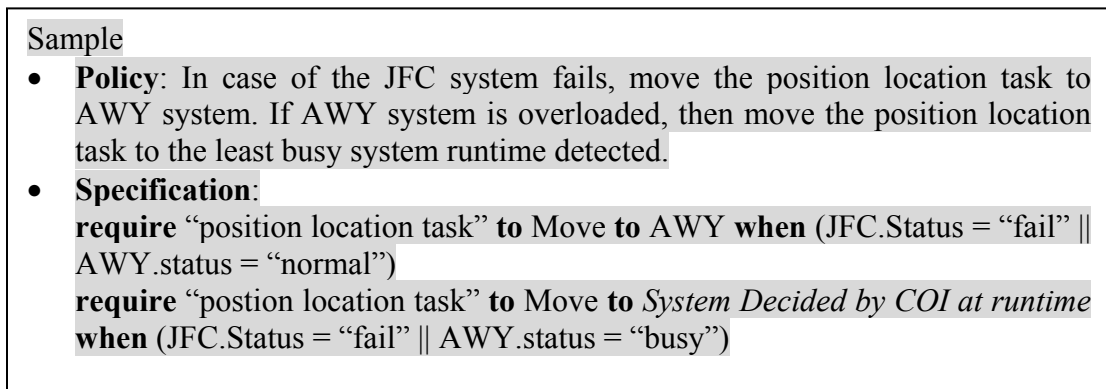 Sample
• Policy: In case of the JFC system fails, move the position location task to
AWY system. If AWY system is overloaded, then move the position location
task to the least busy system runtime detected.
• Specification:
require “position location task” to Move to AWY when (JFC.Status = “fail” ||
AWY.status = “normal”)
require “postion location task” to Move to System Decided by COI at runtime
when (JFC.Status = “fail” || AWY.status = “busy”)